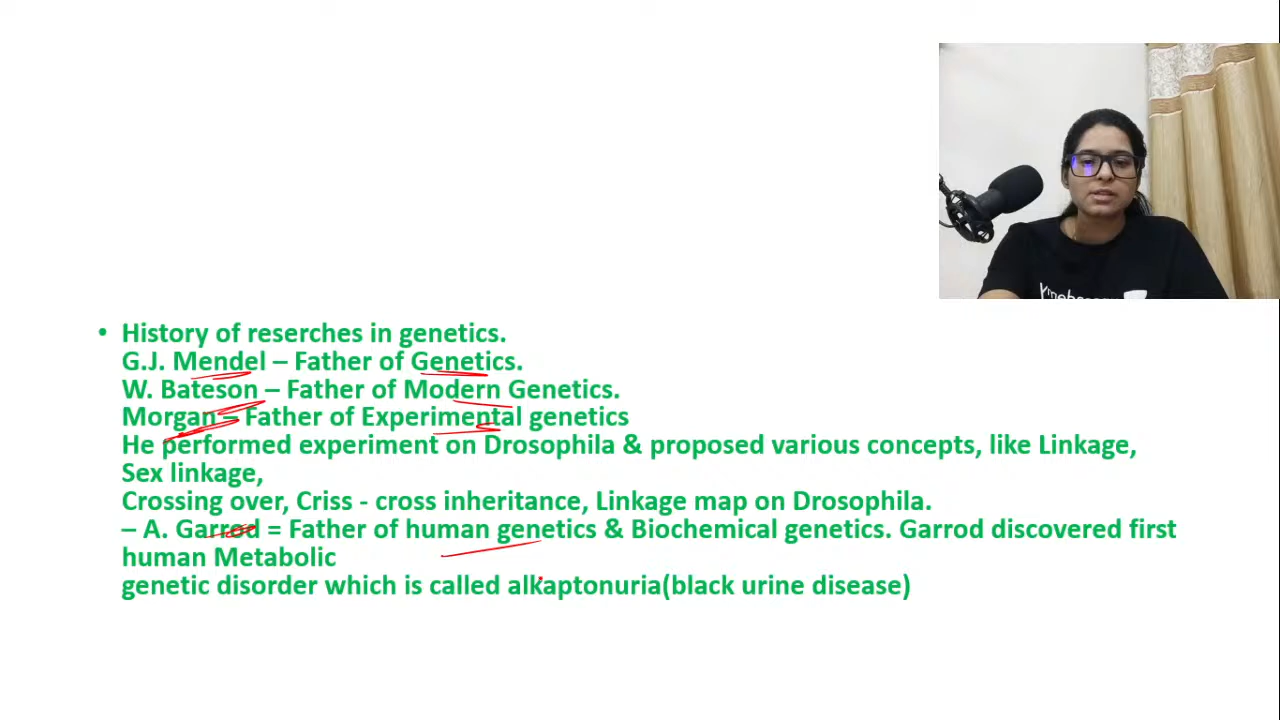 • History of reserches in genetics.
G.J. Mendel – Father of Genetics.
W. Bateson – Father of Modern Genetics.
Morgan – Father of Experimental genetics
He performed experiment on Drosophila & proposed various concepts, like Linkage,
Sex linkage,
Crossing over, Criss - cross inheritance, Linkage map on Drosophila.
– A. Garrod = Father of human genetics & Biochemical genetics. Garrod discovered first
human Metabolic
genetic disorder which is called alkaptonuria(black urine disease)